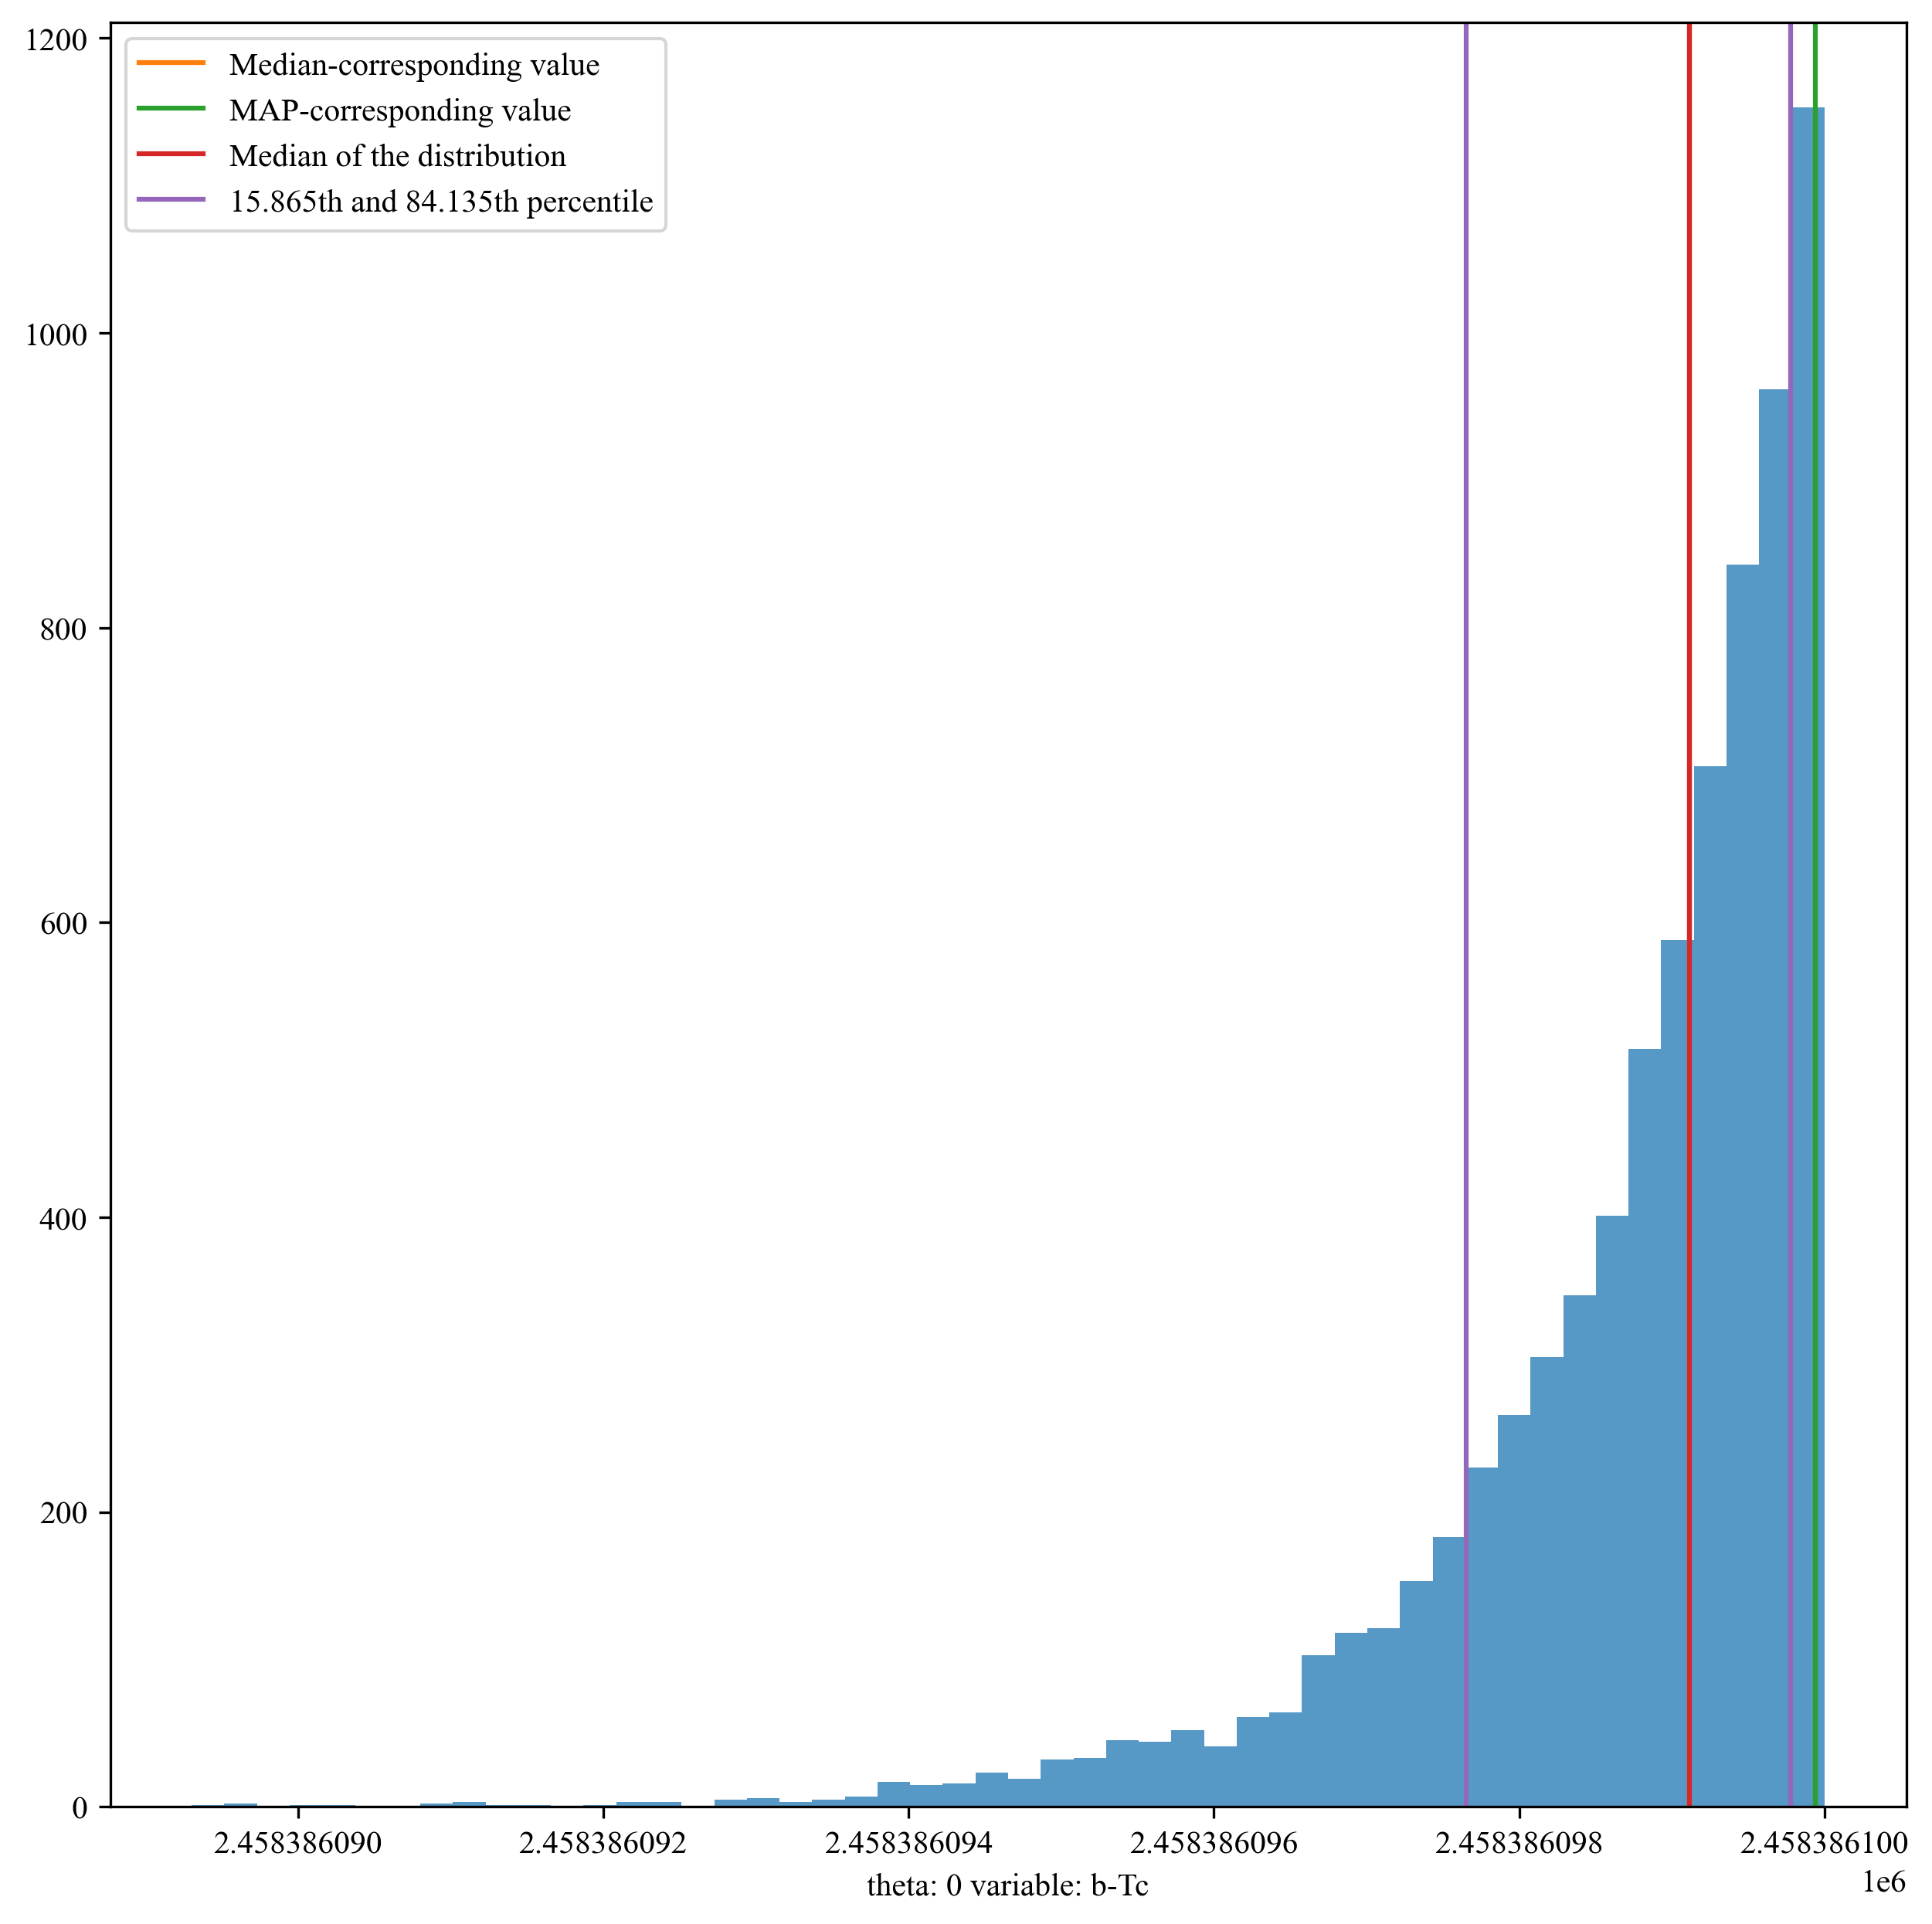 Median-corresponding value
MAP-corresponding value
Median of the distribution
15.865th and 84.135th percentile
1200
1000
800
600
400
200
0
2.458386090 2.458386092 2.458386094 2.458386096 2.458386098 2.458386100
1e6
theta: 0 variable: b-Tc